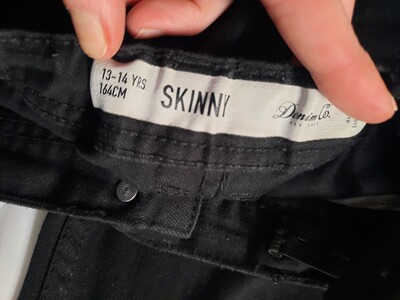 13-14 YRS
164CM
SKINNY
Denim Co.